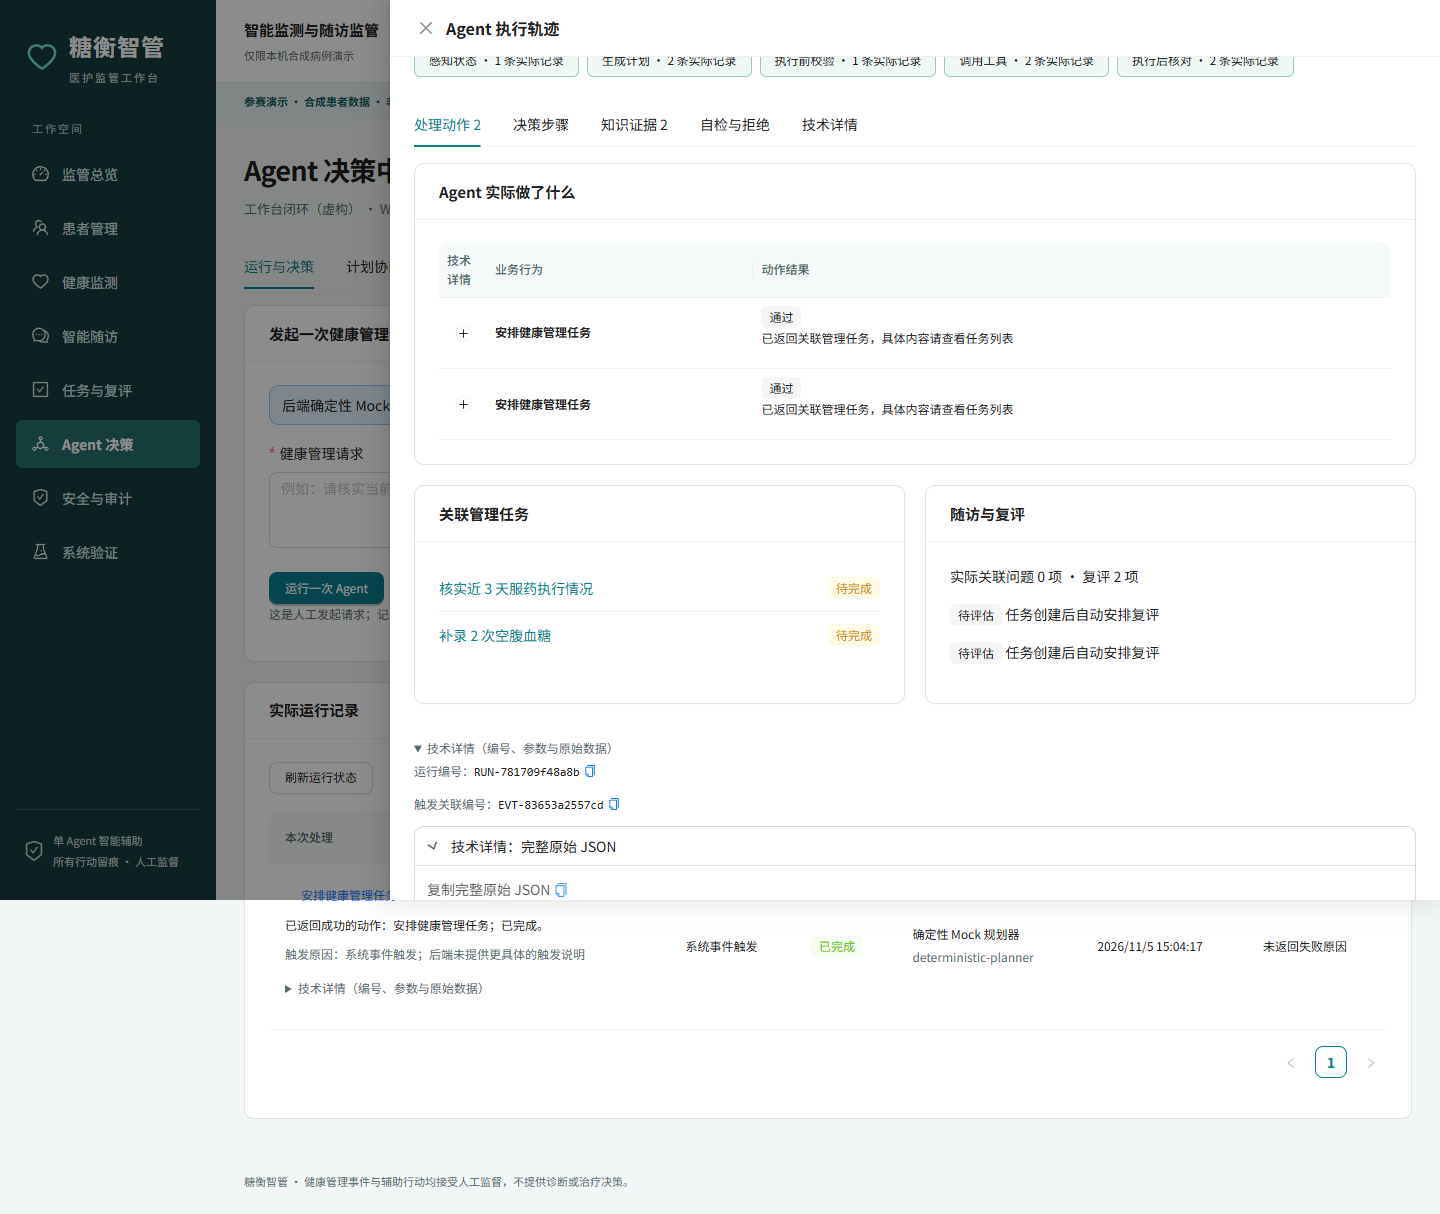 糖衡智管
医护监管工作台
工作空间
监管总览
患者管理
健康监测
智能随访
任务与复评
Agent 决策
安全与审计
系统验证
单 Agent 智能辅助
所有行动留痕 · 人工监督
智能监测与随访监管
仅限本机合成病例演示
参赛演示 · 合成患者数据 ·
Agent 决策
工作台闭环（虚构） · W
运行与决策
计划协
发起一次健康管理
后端确定性 Mock
* 健康管理请求
例如：请核实当前
运行一次 Agent
这是人工发起请求；记
实际运行记录
刷新运行状态
本次处理
安排健康管理任务
已返回成功的动作：安排健康管理任务；已完成。
触发原因：系统事件触发；后端未提供更具体的触发说明
技术详情（编号、参数与原始数据）
系统事件触发
已完成
确定性 Mock 规划器
deterministic-planner
2026/11/5 15:04:17
未返回失败原因
1
糖衡智管 · 健康管理事件与辅助行动均接受人工监督，不提供诊断或治疗决策。
Agent 执行轨迹
感知状态 · 1 条实际记录
生成计划 · 2 条实际记录
执行前校验 · 1 条实际记录
调用工具 · 2 条实际记录
执行后核对 · 2 条实际记录
处理动作 2
决策步骤
知识证据 2
自检与拒绝
技术详情
Agent 实际做了什么
技术
详情
业务行为
动作结果
安排健康管理任务
通过
已返回关联管理任务，具体内容请查看任务列表
安排健康管理任务
通过
已返回关联管理任务，具体内容请查看任务列表
关联管理任务
核实近 3 天服药执行情况
待完成
补录 2 次空腹血糖
待完成
随访与复评
实际关联问题 0 项 · 复评 2 项
待评估 任务创建后自动安排复评
待评估 任务创建后自动安排复评
技术详情（编号、参数与原始数据）
运行编号：RUN-781709f48a8b
触发关联编号：EVT-83653a2557cd
技术详情：完整原始 JSON
复制完整原始 JSON